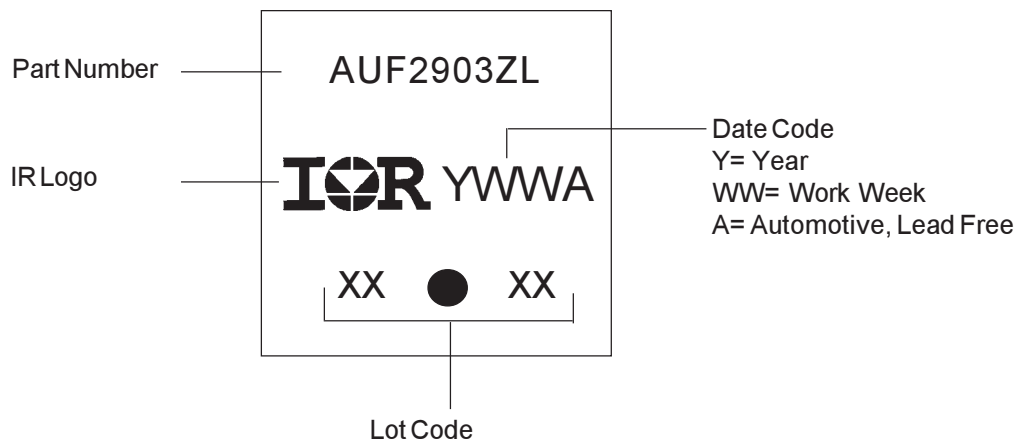 Part Number
AUF2903ZL
IR Logo
IOR YWWA
Date Code
Y= Year
WW= Work Week
A= Automotive, Lead Free
XX ● XX
Lot Code